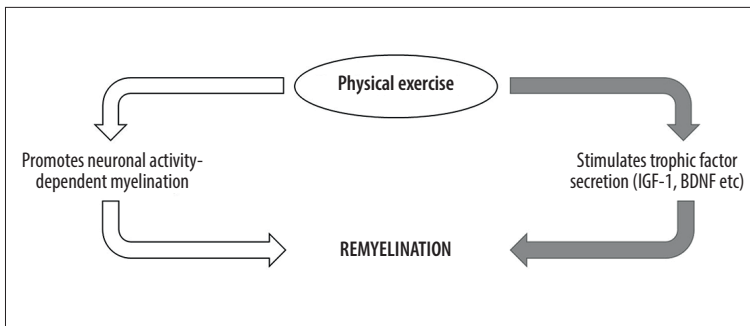 Physical exercise
Promotes neuronal activity-
dependent myelination
Stimulates trophic factor
secretion (IGF-1, BDNF etc)
REMYELINATION